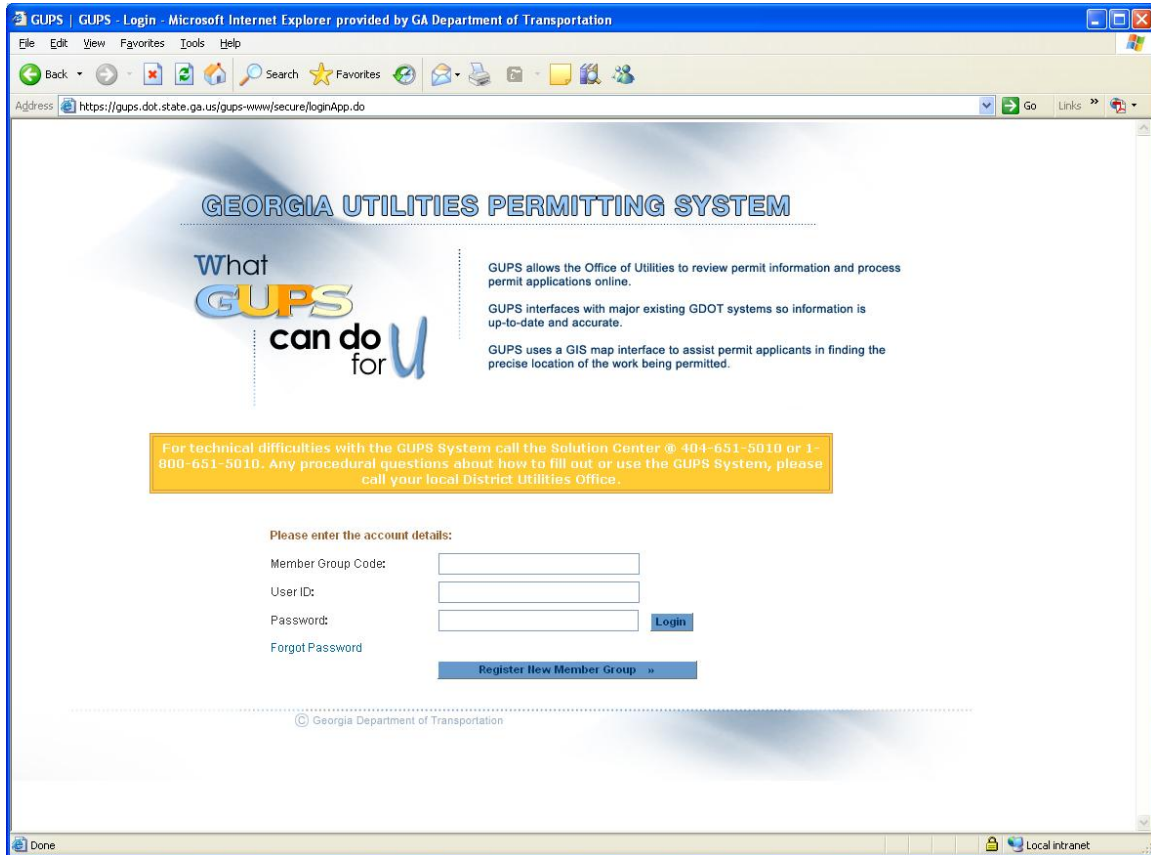 GUPS | GUPS - Login - Microsoft Internet Explorer provided by GA Department of Transportation
File Edit View Favorites Tools Help
Back Search Favorites
Address https://gups.dot.state.ga.us/gups-www/secure/loginApp.do Go Links »
GEORGIA UTILITIES PERMITTING SYSTEM
What
GUPS
can do
for U
GUPS allows the Office of Utilities to review permit information and process
permit applications online.
GUPS interfaces with major existing GDOT systems so information is
up-to-date and accurate.
GUPS uses a GIS map interface to assist permit applicants in finding the
precise location of the work being permitted.
For technical difficulties with the GUPS System call the Solution Center @ 404-651-5010 or 1-
800-651-5010. Any procedural questions about how to fill out or use the GUPS System, please
call your local District Utilities Office.
Please enter the account details:
Member Group Code:
User ID:
Password:
Login
Forgot Password
Register New Member Group »
© Georgia Department of Transportation
Done Local intranet